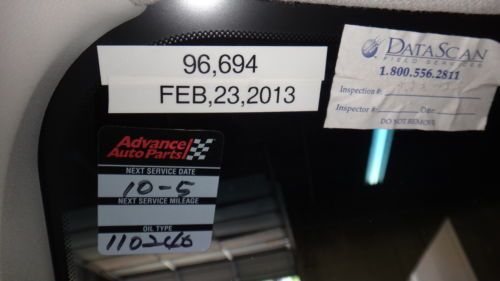 96,694
FEB,23,2013
DATASCAN
FIELD SERVICES
1.800.556.2811
Inspection #:
Inspector #: Date
DO NOT REMOVE
Advance
Auto Parts
NEXT SERVICE DATE
10-5
NEXT SERVICE MILEAGE
OIL TYPE
110246